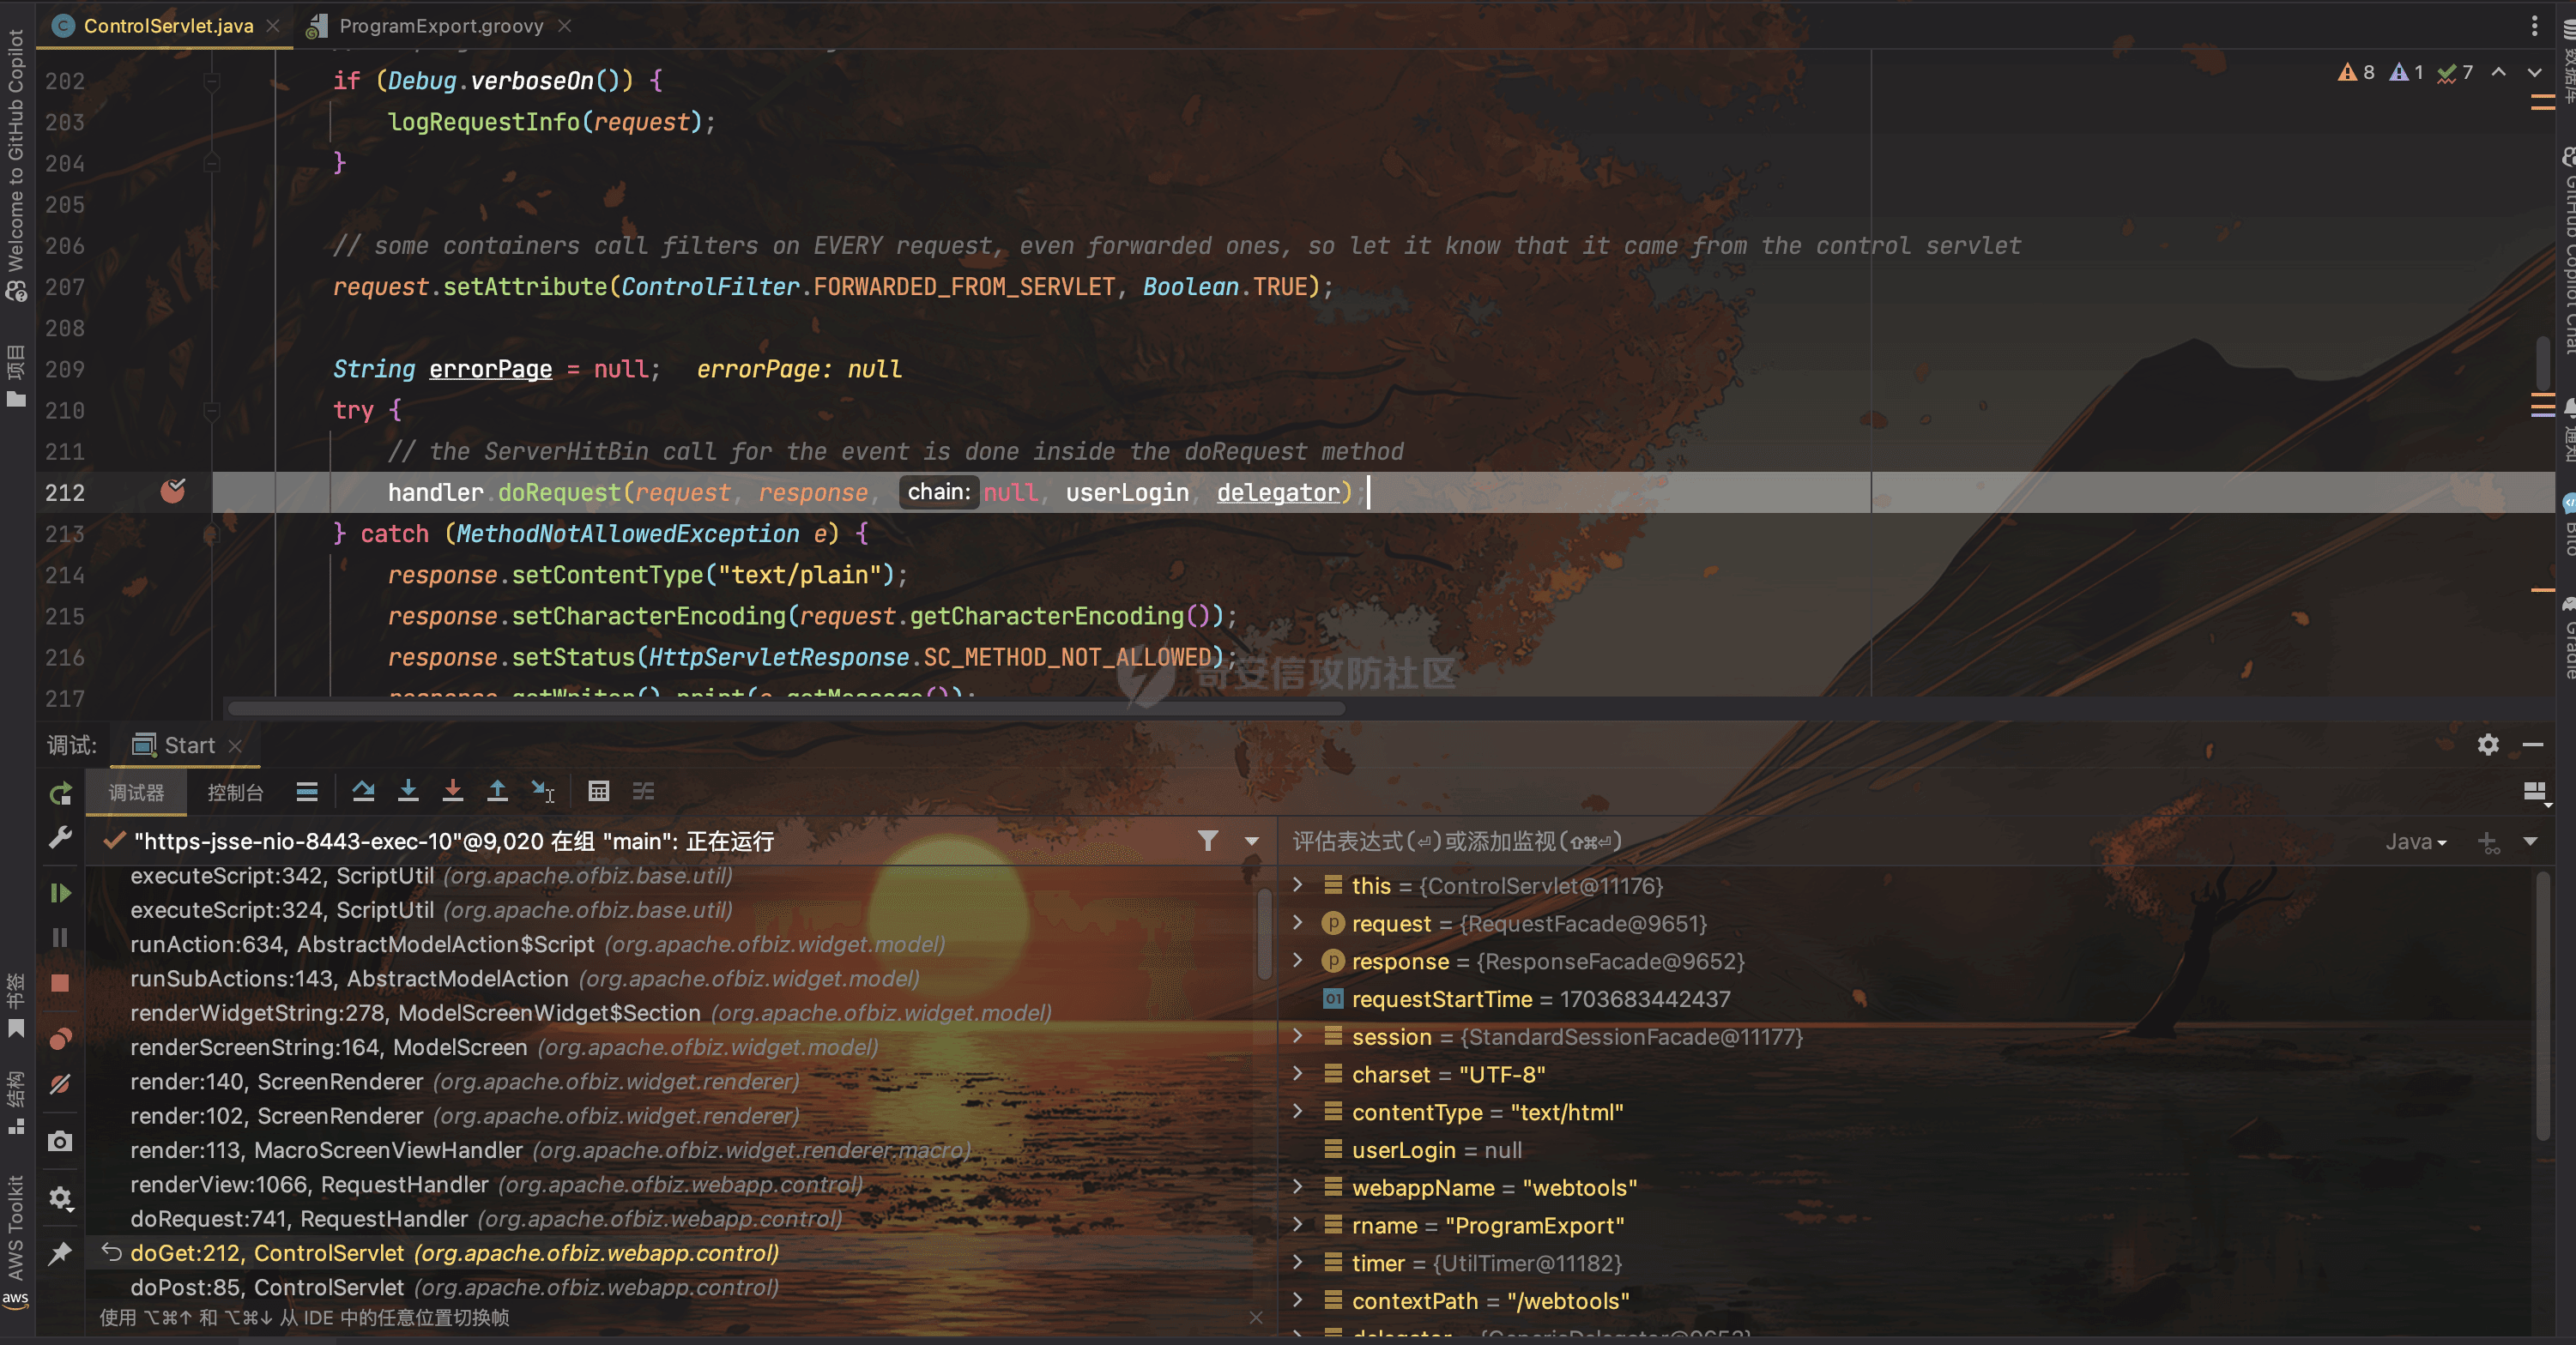 ControlServlet.java
ProgramExport.groovy
8 1 7
202 if (Debug.verboseOn()) {
203 logRequestInfo(request);
204 }
205
206 // some containers call filters on EVERY request, even forwarded ones, so let it know that it came from the control servlet
207 request.setAttribute(ControlFilter.FORWARDED_FROM_SERVLET, Boolean.TRUE);
208
209 String errorPage = null; errorPage: null
210 try {
211 // the ServerHitBin call for the event is done inside the doRequest method
212 handler.doRequest(request, response, chain: null, userLogin, delegator);
213 } catch (MethodNotAllowedException e) {
214 response.setContentType("text/plain");
215 response.setCharacterEncoding(request.getCharacterEncoding());
216 response.setStatus(HttpServletResponse.SC_METHOD_NOT_ALLOWED);
217 response.getWriter().print(e.getMessage());
奇安信攻防社区
Welcome to GitHub Copilot
项目
书签
结构
AWS Toolkit
aws
数据库
GitHub Copilot Chat
通知
Bito
Gradle
调试:
Start
调试器
控制台
"https-jsse-nio-8443-exec-10"@9,020 在组 "main": 正在运行
executeScript:342, ScriptUtil (org.apache.ofbiz.base.util)
executeScript:324, ScriptUtil (org.apache.ofbiz.base.util)
runAction:634, AbstractModelAction$Script (org.apache.ofbiz.widget.model)
runSubActions:143, AbstractModelAction (org.apache.ofbiz.widget.model)
renderWidgetString:278, ModelScreenWidget$Section (org.apache.ofbiz.widget.model)
renderScreenString:164, ModelScreen (org.apache.ofbiz.widget.model)
render:140, ScreenRenderer (org.apache.ofbiz.widget.renderer)
render:102, ScreenRenderer (org.apache.ofbiz.widget.renderer)
render:113, MacroScreenViewHandler (org.apache.ofbiz.widget.renderer.macro)
renderView:1066, RequestHandler (org.apache.ofbiz.webapp.control)
doRequest:741, RequestHandler (org.apache.ofbiz.webapp.control)
doGet:212, ControlServlet (org.apache.ofbiz.webapp.control)
doPost:85, ControlServlet (org.apache.ofbiz.webapp.control)
使用 ⌥⌘↑ 和 ⌥⌘↓ 从 IDE 中的任意位置切换帧
评估表达式(⏎)或添加监视(⇧⌘⏎)
Java
this = {ControlServlet@11176}
request = {RequestFacade@9651}
response = {ResponseFacade@9652}
requestStartTime = 1703683442437
session = {StandardSessionFacade@11177}
charset = "UTF-8"
contentType = "text/html"
userLogin = null
webappName = "webtools"
rname = "ProgramExport"
timer = {UtilTimer@11182}
contextPath = "/webtools"
delegator = {GenericDelegator@9653}